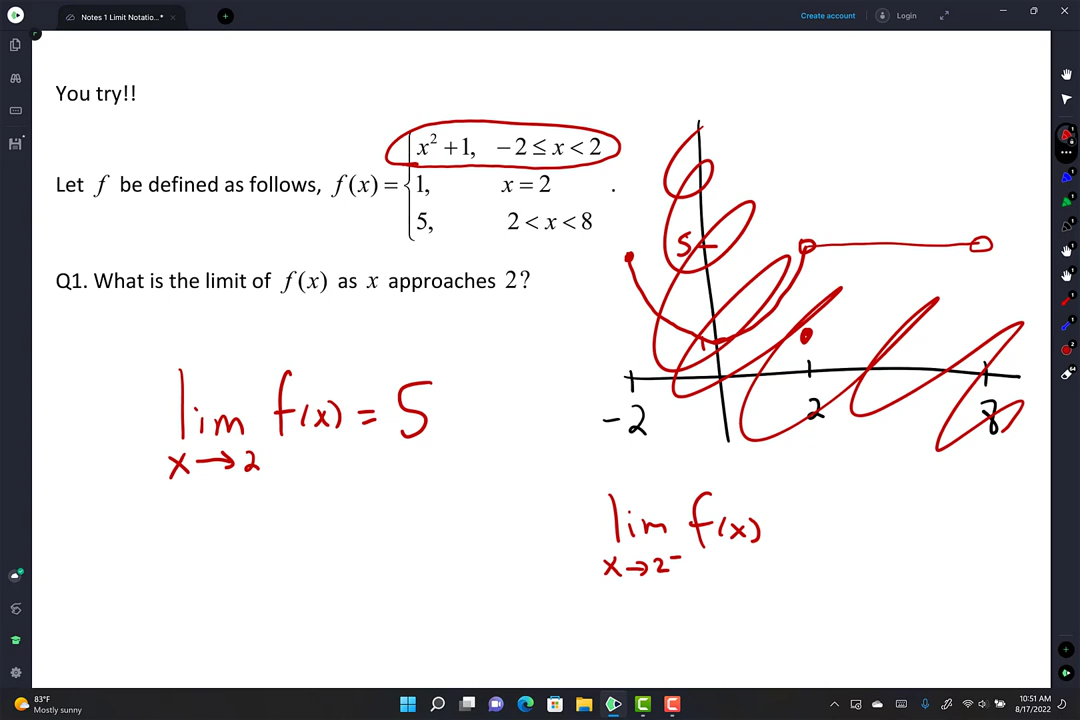 Notes 1 Limit Notatio...*
Create account
Login
You try!!
Let f be defined as follows, f(x) = { x² + 1, −2 ≤ x < 2
1, x = 2 .
5, 2 < x < 8
Q1. What is the limit of f(x) as x approaches 2?
5
1
-2 2 8
lim f(x) = 5
x→2
lim f(x)
x→2⁻
83°F
Mostly sunny
10:51 AM
8/17/2022